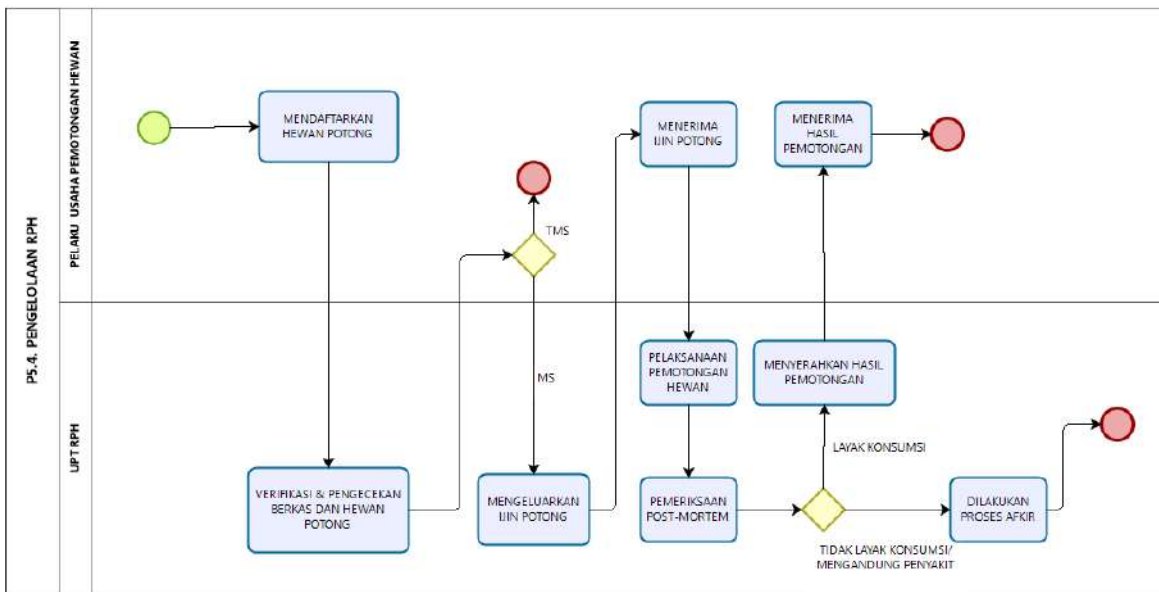 P5.4. PENGELOLAAN RPH
PELAKU USAHA PEMOTONGAN HEWAN
MENDAFTARKAN
HEWAN POTONG
MENERIMA
IJIN POTONG
MENERIMA
HASIL
PEMOTONGAN
TMS
UPT RPH
MS
PELAKSANAAN
PEMOTONGAN
HEWAN
MENYERAHKAN HASIL
PEMOTONGAN
LAYAK KONSUMSI
VERIFIKASI & PENGECEKAN
BERKAS DAN HEWAN
POTONG
MENGELUARKAN
IJIN POTONG
PEMERIKSAAN
POST-MORTEM
DILAKUKAN
PROSES AFKIR
TIDAK LAYAK KONSUMSI/
MENGANDUNG PENYAKIT